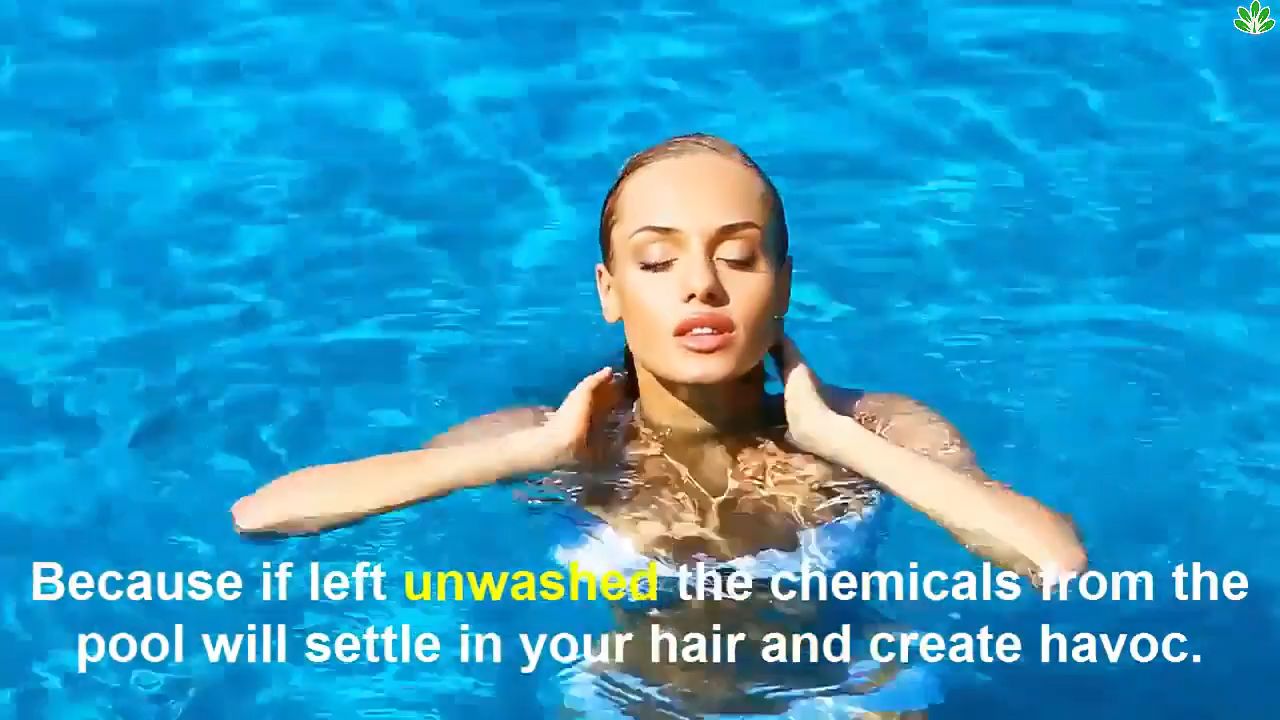 Because if left unwashed the chemicals from the
pool will settle in your hair and create havoc.